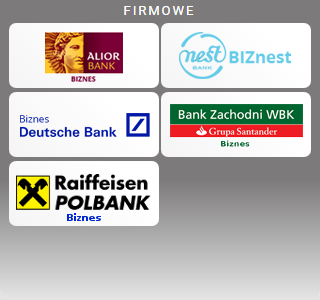 FIRMOWE
ALIOR
BANK
BIZNES
nest
BANK
BIZnest
Biznes
Deutsche Bank
Bank Zachodni WBK
Grupa Santander
Biznes
Raiffeisen
POLBANK
Biznes